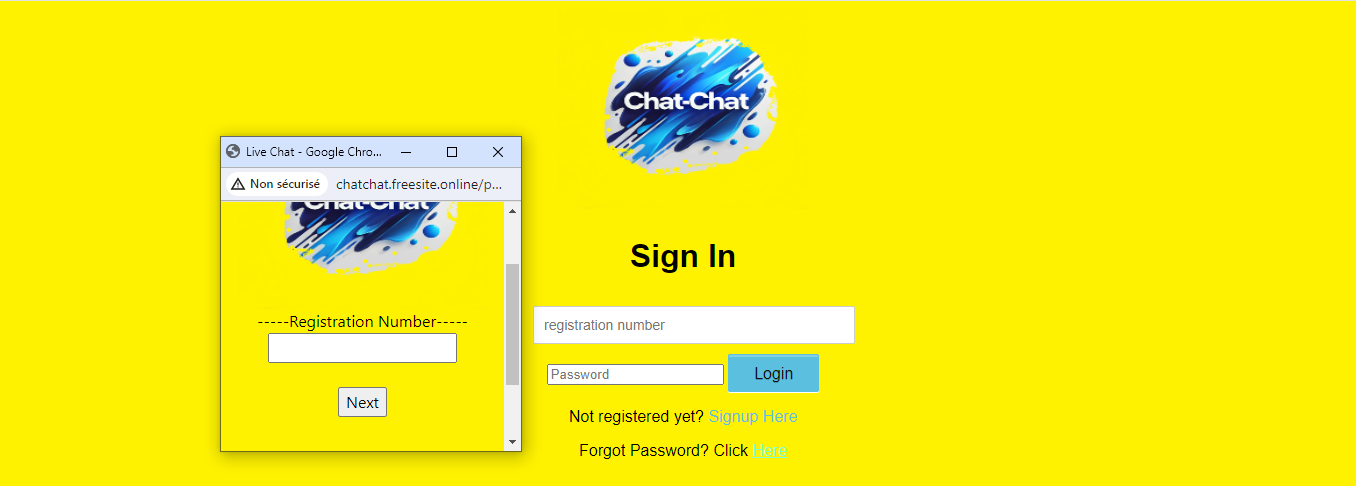 Chat-Chat
Live Chat - Google Chro...
Non sécurisé chatchat.freesite.online/p...
Chat-Chat
-----Registration Number-----
Next
Sign In
registration number
Password Login
Not registered yet? Signup Here
Forgot Password? Click Here